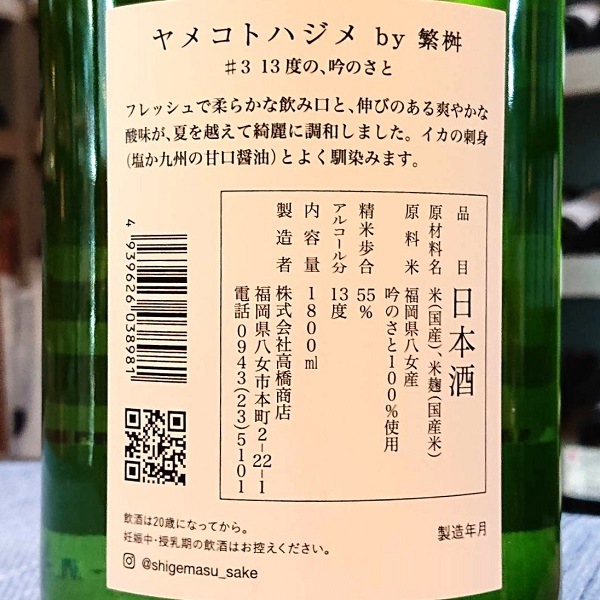 ヤメコトハジメ by 繁桝
♯3 13度の、吟のさと
フレッシュで柔らかな飲み口と、伸びのある爽やかな
酸味が、夏を越えて綺麗に調和しました。イカの刺身
（塩か九州の甘口醤油）とよく馴染みます。
品目 日本酒
原材料名 米（国産）、米麹（国産米）
原料米 福岡県八女産
吟のさと100％使用
精米歩合 55％
アルコール分 13度
内容量 1800ml
製造者 株式会社高橋商店
福岡県八女市本町2-22-1
電話0943(23)5101
4 939626 038981
飲酒は20歳になってから。
妊娠中・授乳期の飲酒はお控えください。
@shigemasu_sake
製造年月